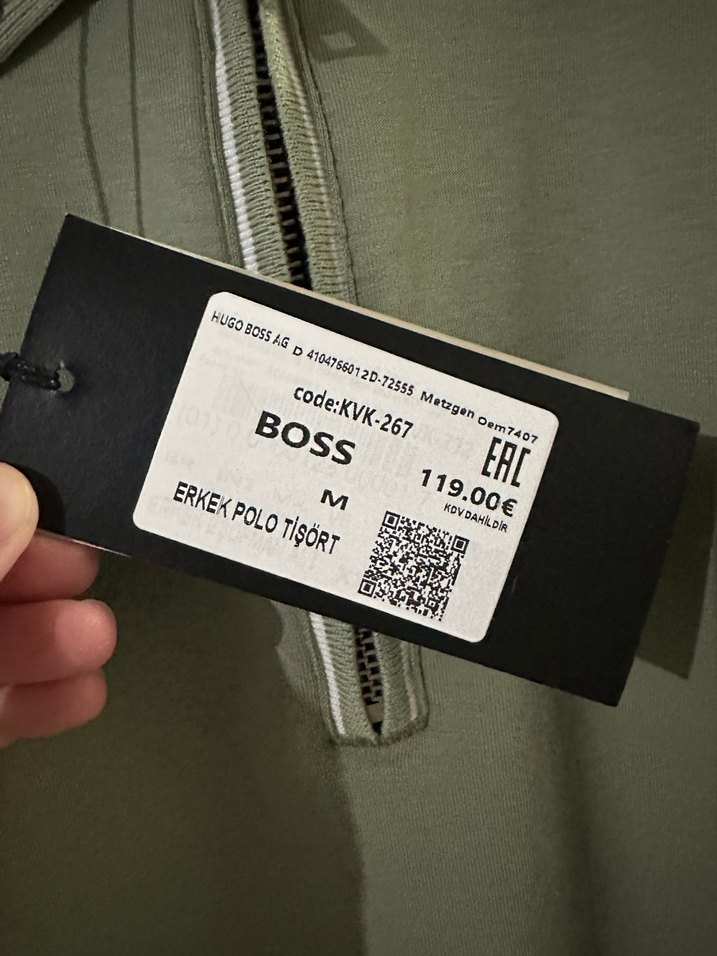 HUGO BOSS AG D 4104766012D-72555 Metzgen Oem7407
code:KVK-267
BOSS
EAC
119.00€
KDV DAHİLDİR
M
ERKEK POLO TİŞÖRT